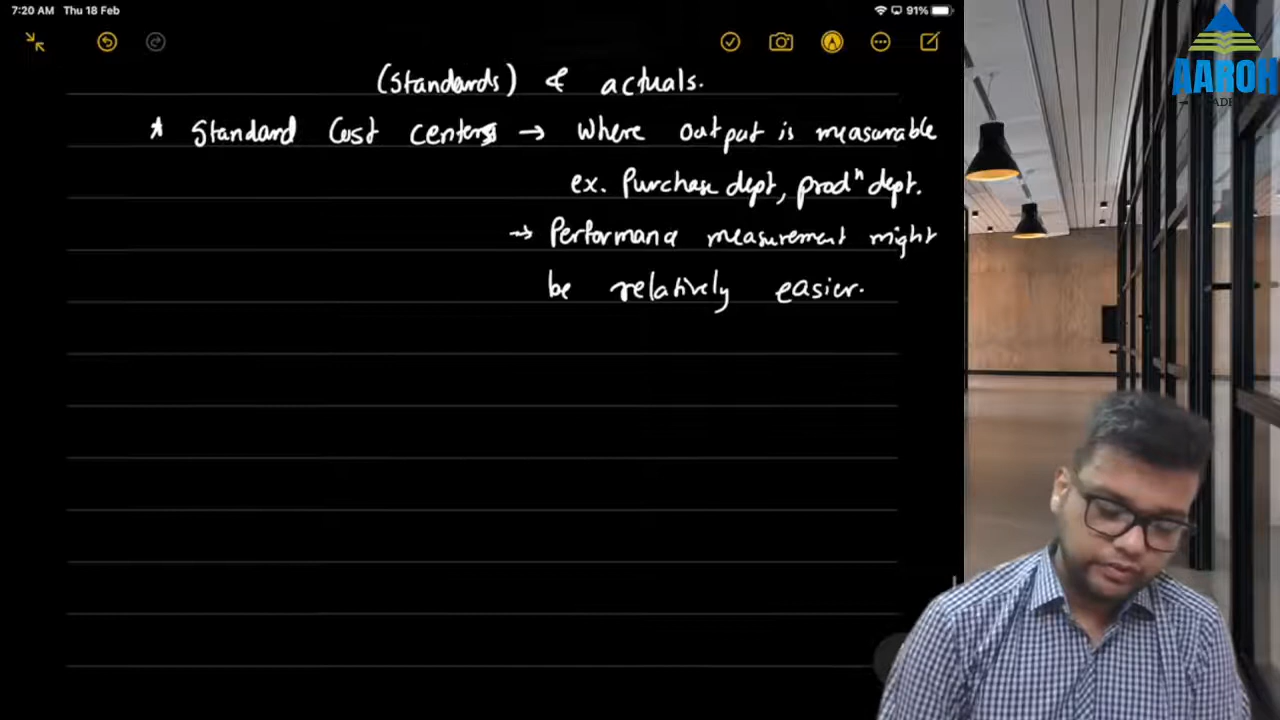 7:20 AM Thu 18 Feb
91%
(Standards) & actuals.
* Standard Cost centers → Where output is measurable
ex. Purchase dept, prodⁿ dept.
→ Performance measurement might
be relatively easier.
AAROH